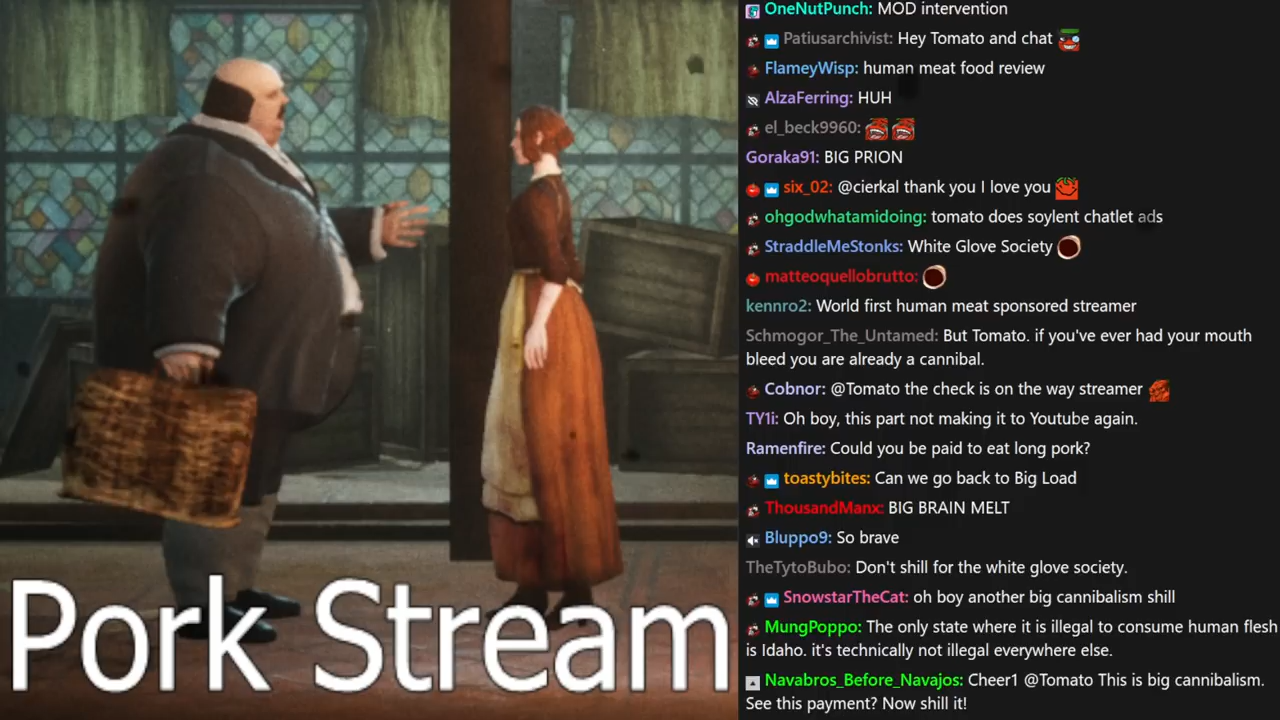 OneNutPunch: MOD intervention
Patiusarchivist: Hey Tomato and chat
FlameyWisp: human meat food review
AlzaFerring: HUH
el_beck9960:
Goraka91: BIG PRION
six_02: @cierkal thank you I love you
ohgodwhatamidoing: tomato does soylent chatlet ads
StraddleMeStonks: White Glove Society
matteoquellobrutto:
kennro2: World first human meat sponsored streamer
Schmogor_The_Untamed: But Tomato. if you've ever had your mouth
bleed you are already a cannibal.
Cobnor: @Tomato the check is on the way streamer
TY1i: Oh boy, this part not making it to Youtube again.
Ramenfire: Could you be paid to eat long pork?
toastybites: Can we go back to Big Load
ThousandManx: BIG BRAIN MELT
Bluppo9: So brave
TheTytoBubo: Don't shill for the white glove society.
SnowstarTheCat: oh boy another big cannibalism shill
MungPoppo: The only state where it is illegal to consume human flesh
is Idaho. it's technically not illegal everywhere else.
Navabros_Before_Navajos: Cheer1 @Tomato This is big cannibalism.
See this payment? Now shill it!
Pork Stream